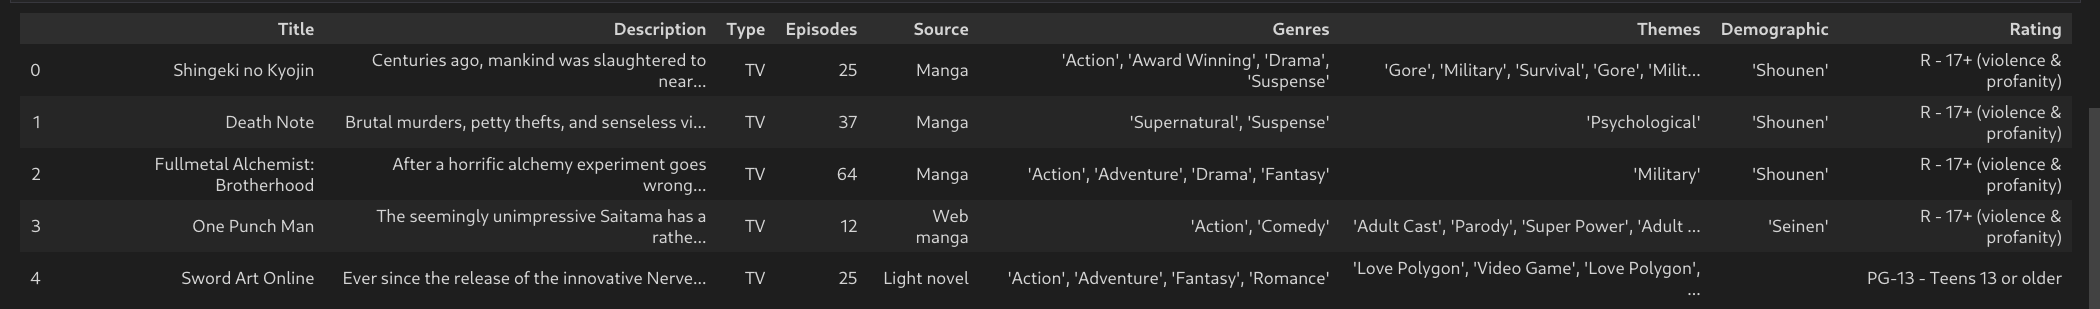 Title Description Type Episodes Source Genres Themes Demographic Rating
0 Shingeki no Kyojin Centuries ago, mankind was slaughtered to near... TV 25 Manga 'Action', 'Award Winning', 'Drama', 'Suspense' 'Gore', 'Military', 'Survival', 'Gore', 'Milit... 'Shounen' R - 17+ (violence & profanity)
1 Death Note Brutal murders, petty thefts, and senseless vi... TV 37 Manga 'Supernatural', 'Suspense' 'Psychological' 'Shounen' R - 17+ (violence & profanity)
2 Fullmetal Alchemist: Brotherhood After a horrific alchemy experiment goes wrong... TV 64 Manga 'Action', 'Adventure', 'Drama', 'Fantasy' 'Military' 'Shounen' R - 17+ (violence & profanity)
3 One Punch Man The seemingly unimpressive Saitama has a rathe... TV 12 Web manga 'Action', 'Comedy' 'Adult Cast', 'Parody', 'Super Power', 'Adult ... 'Seinen' R - 17+ (violence & profanity)
4 Sword Art Online Ever since the release of the innovative Nerve... TV 25 Light novel 'Action', 'Adventure', 'Fantasy', 'Romance' 'Love Polygon', 'Video Game', 'Love Polygon', ... PG-13 - Teens 13 or older